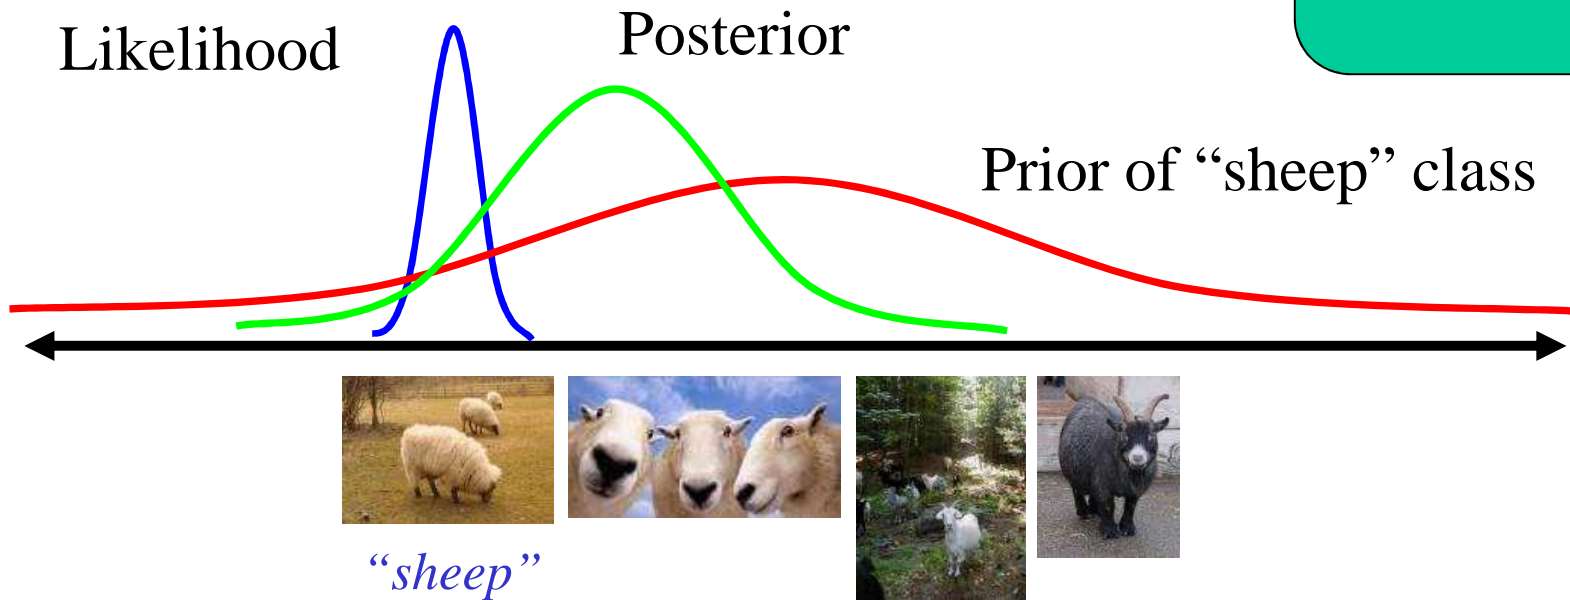 Likelihood
Posterior
Prior of “sheep” class
“sheep”